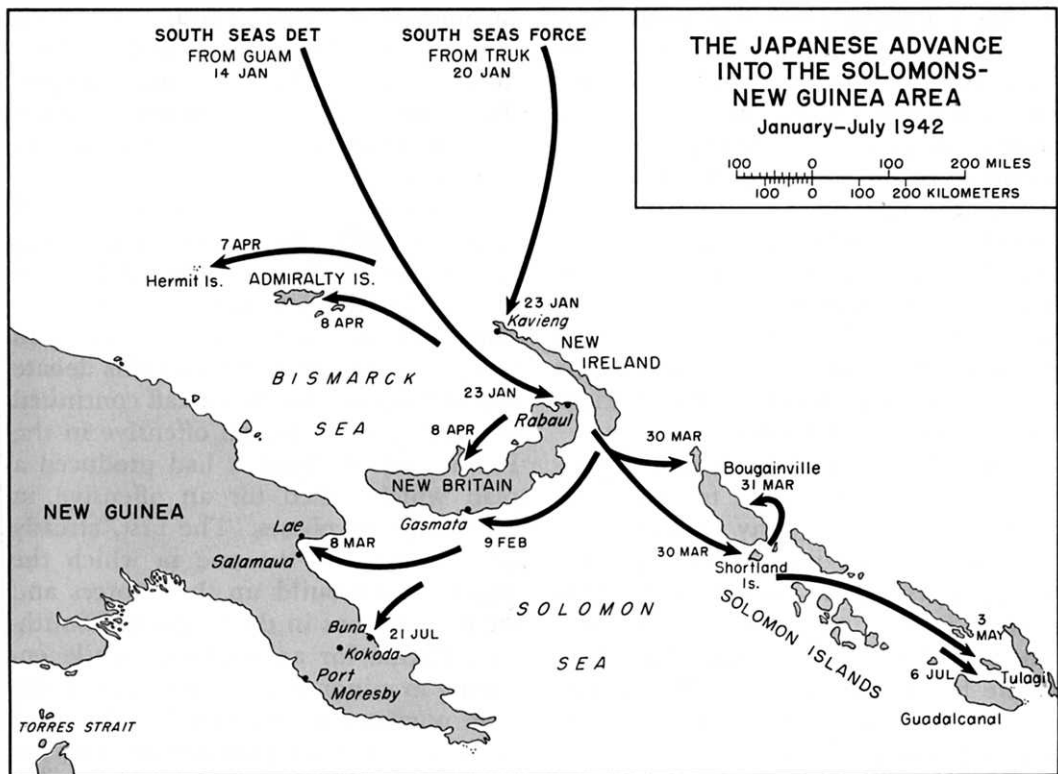 SOUTH SEAS DET
FROM GUAM
14 JAN
SOUTH SEAS FORCE
FROM TRUK
20 JAN
THE JAPANESE ADVANCE
INTO THE SOLOMONS-
NEW GUINEA AREA
January–July 1942
100 0 100 200 MILES
100 0 100 200 KILOMETERS
7 APR
Hermit Is.
ADMIRALTY IS.
8 APR
23 JAN
Kavieng
NEW
IRELAND
BISMARCK
SEA
23 JAN
Rabaul
8 APR
30 MAR
Bougainville
31 MAR
NEW BRITAIN
NEW GUINEA
Gasmata
Lae
8 MAR
9 FEB
30 MAR
Salamaua
Shortland
Is.
SOLOMON
SEA
SOLOMON ISLANDS
3
MAY
Buna
21 JUL
Kokoda
6 JUL
Tulagi
Port
Moresby
Guadalcanal
TORRES STRAIT